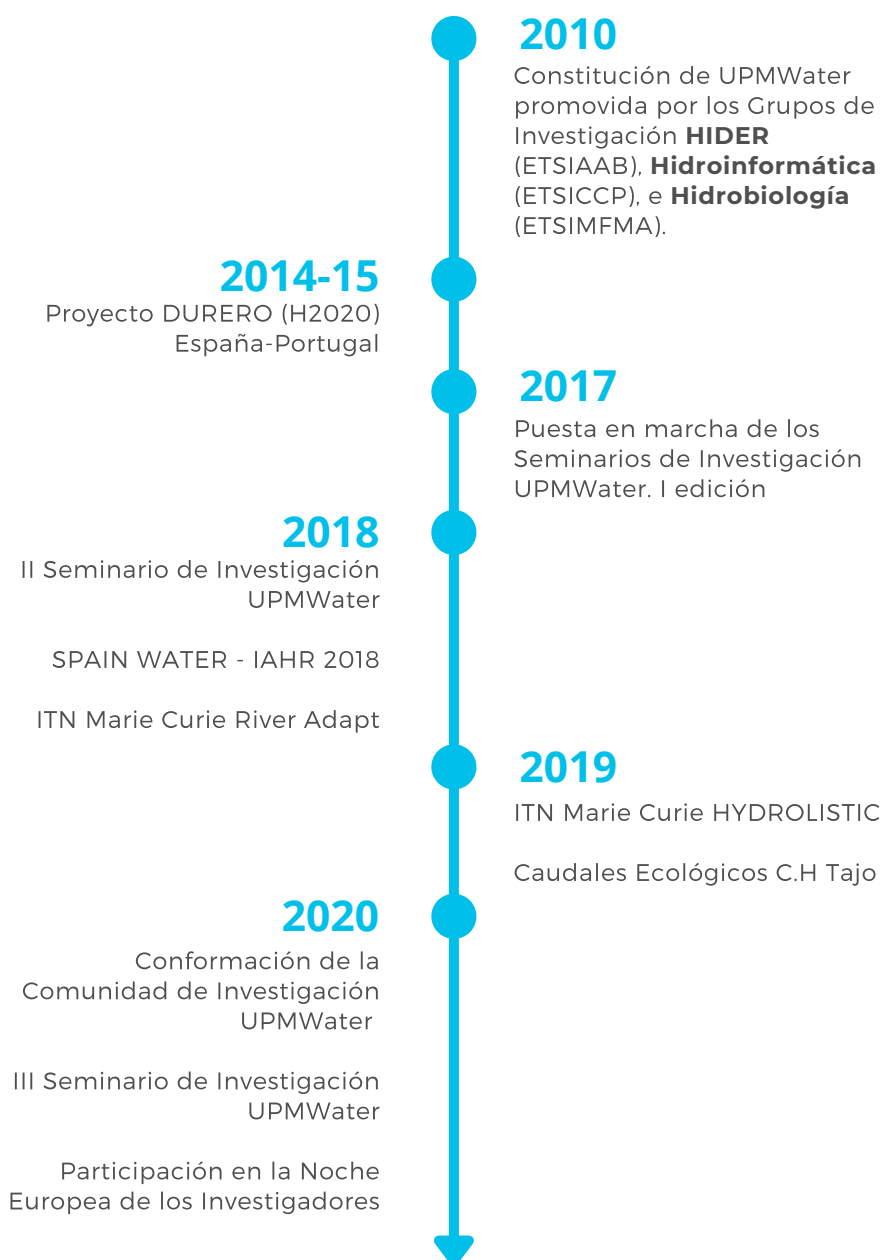 2010
Constitución de UPMWater
promovida por los Grupos de
Investigación HIDER
(ETSIAAB), Hidroinformática
(ETSICCP), e Hidrobiología
(ETSIMFMA).
2014-15
Proyecto DURERO (H2020)
España-Portugal
2017
Puesta en marcha de los
Seminarios de Investigación
UPMWater. I edición
2018
II Seminario de Investigación
UPMWater
SPAIN WATER - IAHR 2018
ITN Marie Curie River Adapt
2019
ITN Marie Curie HYDROLISTIC
Caudales Ecológicos C.H Tajo
2020
Conformación de la
Comunidad de Investigación
UPMWater
III Seminario de Investigación
UPMWater
Participación en la Noche
Europea de los Investigadores